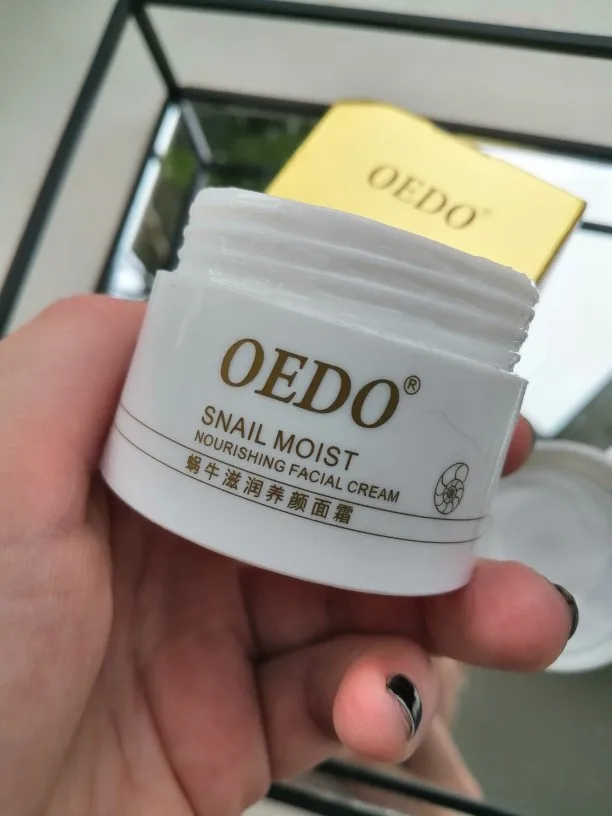 OEDO
OEDO®
SNAIL MOIST
NOURISHING FACIAL CREAM
蜗牛滋润养颜面霜